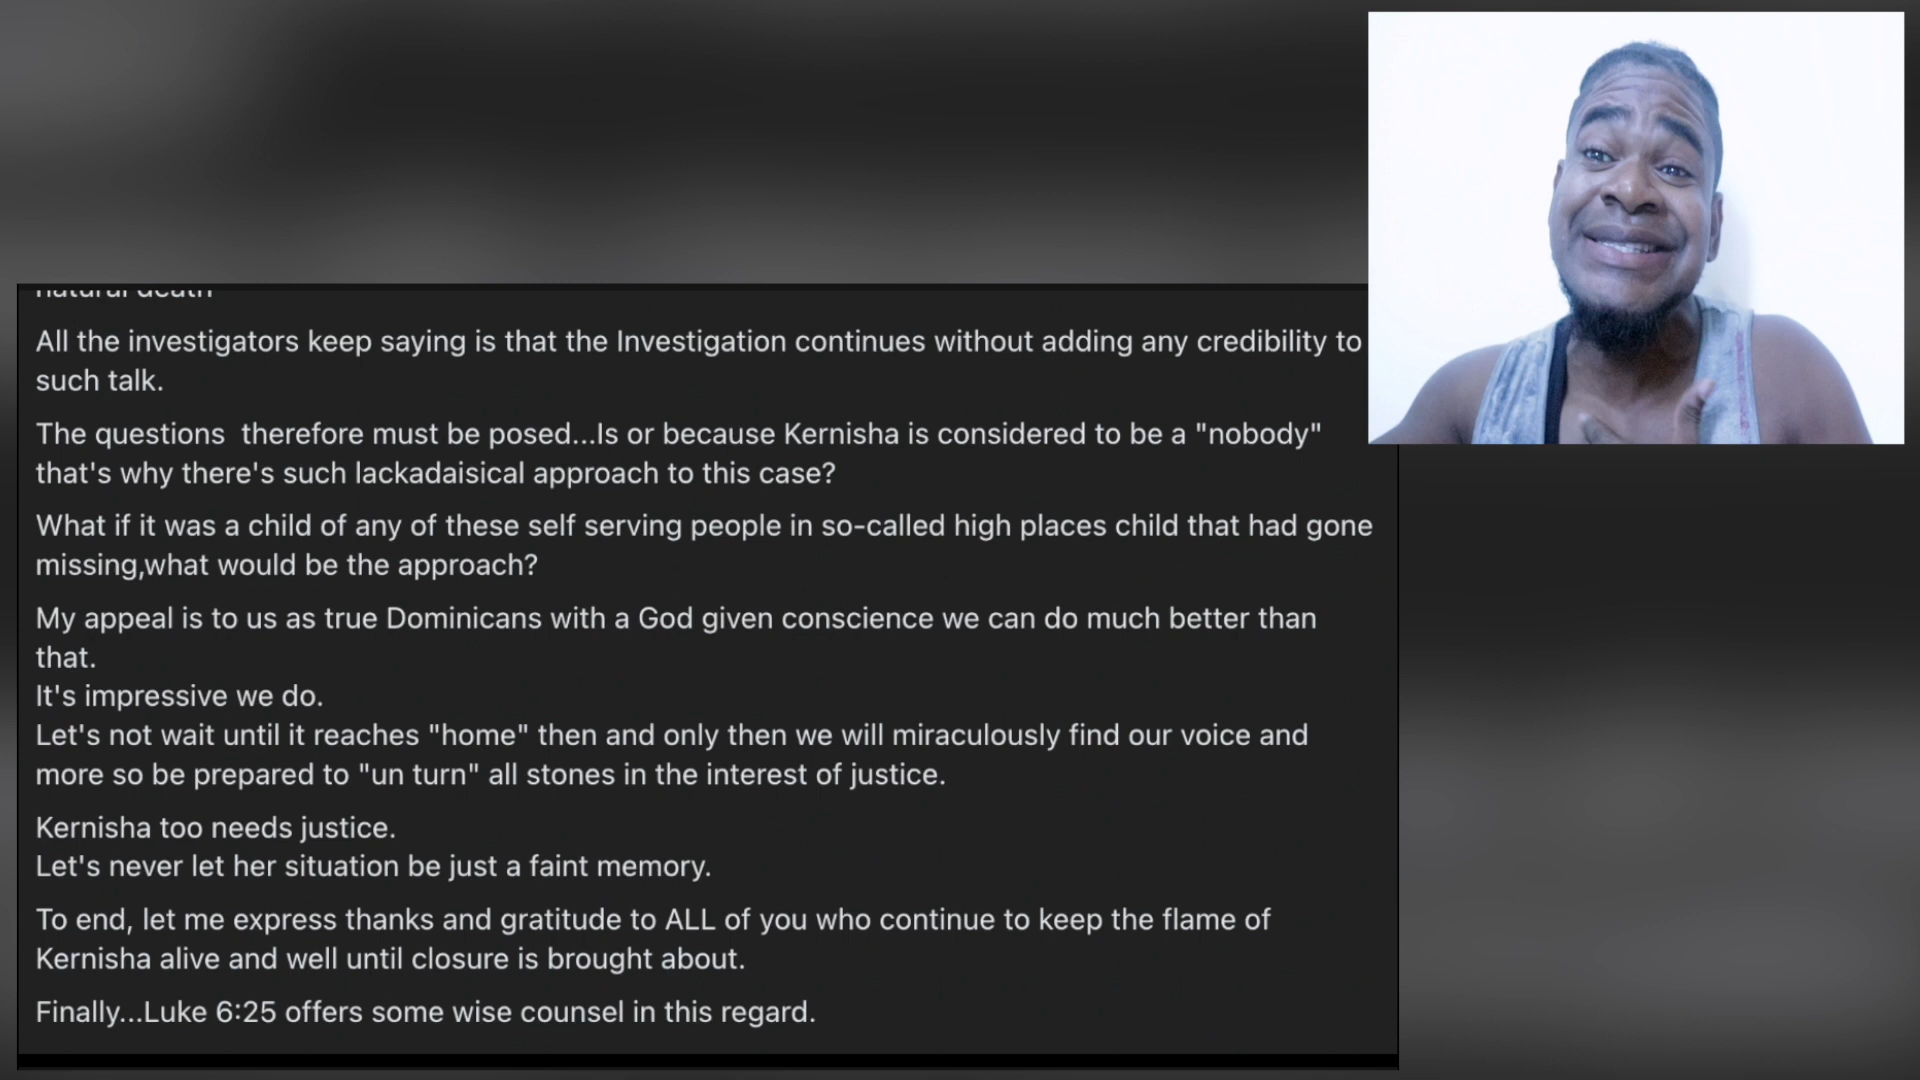 natural death
All the investigators keep saying is that the Investigation continues without adding any credibility to
such talk.
The questions  therefore must be posed...Is or because Kernisha is considered to be a "nobody"
that's why there's such lackadaisical approach to this case?
What if it was a child of any of these self serving people in so-called high places child that had gone
missing,what would be the approach?
My appeal is to us as true Dominicans with a God given conscience we can do much better than
that.
It's impressive we do.
Let's not wait until it reaches "home" then and only then we will miraculously find our voice and
more so be prepared to "un turn" all stones in the interest of justice.
Kernisha too needs justice.
Let's never let her situation be just a faint memory.
To end, let me express thanks and gratitude to ALL of you who continue to keep the flame of
Kernisha alive and well until closure is brought about.
Finally...Luke 6:25 offers some wise counsel in this regard.